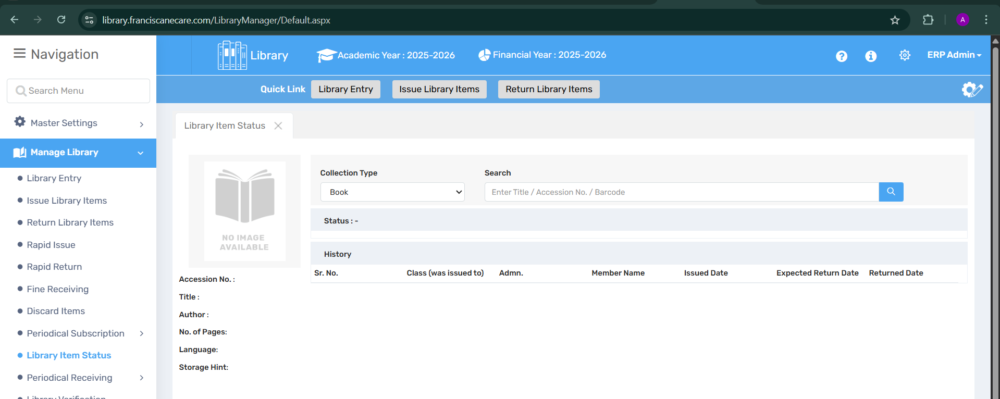 library.franciscanecare.com/LibraryManager/Default.aspx
A
Navigation
Library
Academic Year : 2025-2026
Financial Year : 2025-2026
ERP Admin
Search Menu
Quick Link
Library Entry
Issue Library Items
Return Library Items
Master Settings
Library Item Status
Manage Library
Library Entry
Issue Library Items
Return Library Items
Rapid Issue
Rapid Return
Fine Receiving
Discard Items
Periodical Subscription
Library Item Status
Periodical Receiving
Library Verification
NO IMAGE
AVAILABLE
Accession No. :
Title :
Author :
No. of Pages:
Language:
Storage Hint:
Collection Type
Search
Book
Enter Title / Accession No. / Barcode
Status : -
History
Sr. No. Class (was issued to) Admn. Member Name Issued Date Expected Return Date Returned Date